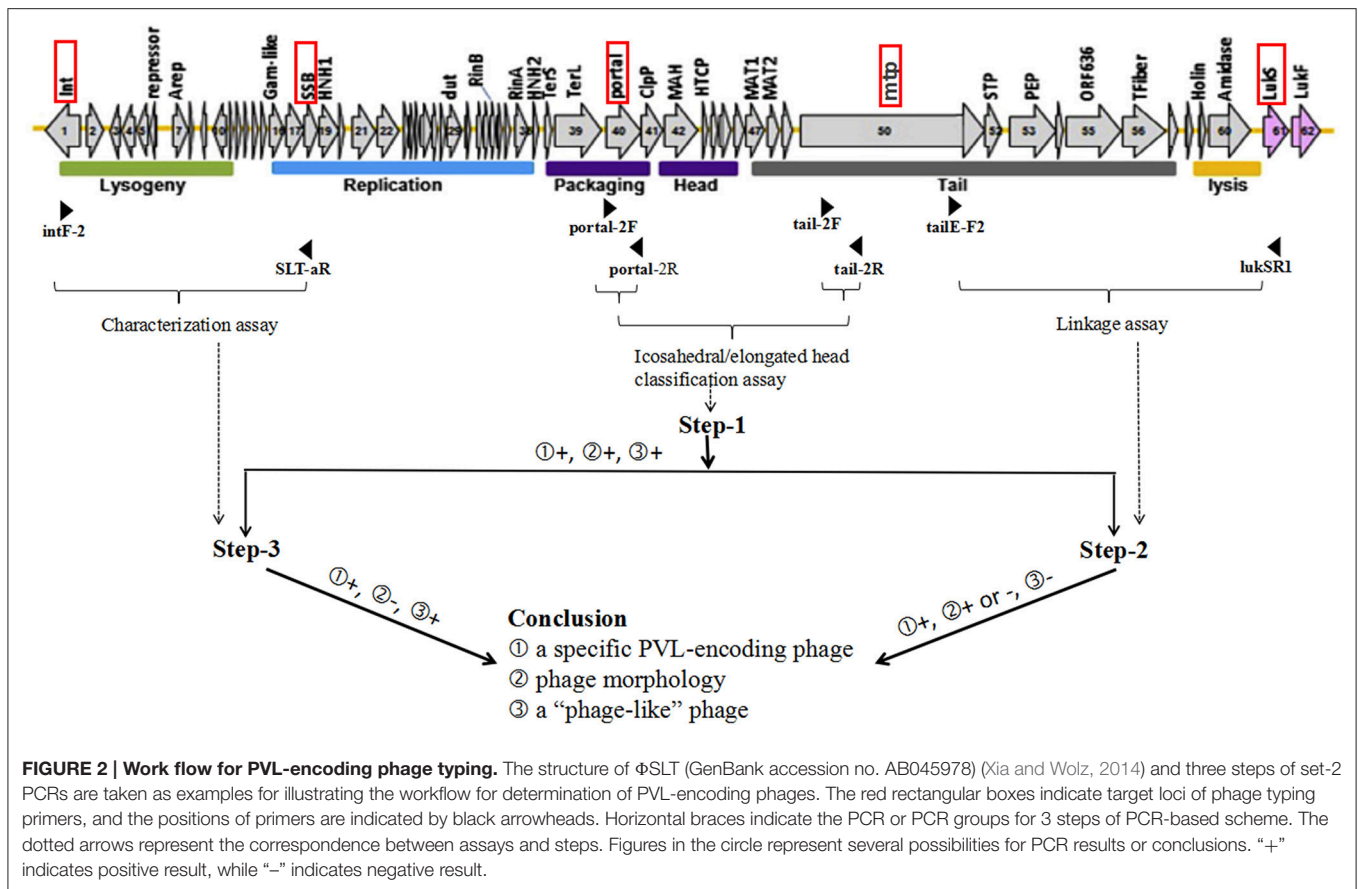 Int
repressor
Arep
Gam-like
SSB
HNH1
dut
RinB
RinA
HNH2
TerS
TerL
portal
ClpP
MAH
HTCP
MAT1
MAT2
mtp
STP
PEP
ORF636
TFiber
Holin
Amidase
LukS
LukF
1 2 3 4 5 7 10 16 17 19 21 22 29 36 39 40 41 42 47 50 52 53 55 56 60 61 62
Lysogeny Replication Packaging Head Tail lysis
intF-2 portal-2F tail-2F tailE-F2
SLT-aR portal-2R tail-2R lukSR1
Characterization assay Linkage assay
Icosahedral/elongated head
classification assay
Step-1
①+, ②+, ③+
Step-3 Step-2
①+, ②-, ③+ ①+, ②+ or -, ③-
Conclusion
① a specific PVL-encoding phage
② phage morphology
③ a “phage-like” phage
FIGURE 2 | Work flow for PVL-encoding phage typing. The structure of ΦSLT (GenBank accession no. AB045978) (Xia and Wolz, 2014) and three steps of set-2
PCRs are taken as examples for illustrating the workflow for determination of PVL-encoding phages. The red rectangular boxes indicate target loci of phage typing
primers, and the positions of primers are indicated by black arrowheads. Horizontal braces indicate the PCR or PCR groups for 3 steps of PCR-based scheme. The
dotted arrows represent the correspondence between assays and steps. Figures in the circle represent several possibilities for PCR results or conclusions. “+”
indicates positive result, while “–” indicates negative result.